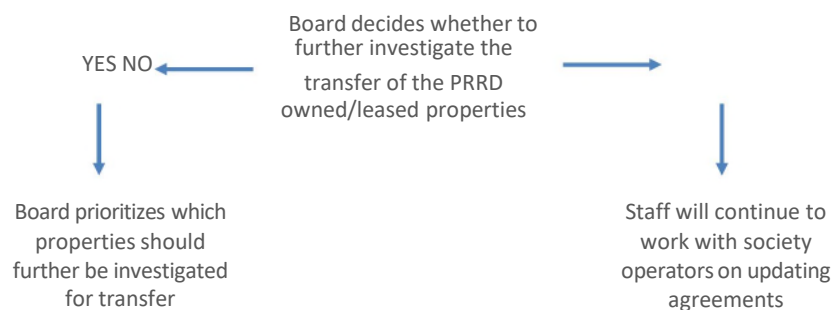 Board decides whether to
further investigate the
YES NO
transfer of the PRRD
owned/leased properties
Board prioritizes which
properties should
further be investigated
for transfer
Staff will continue to
work with society
operators on updating
agreements